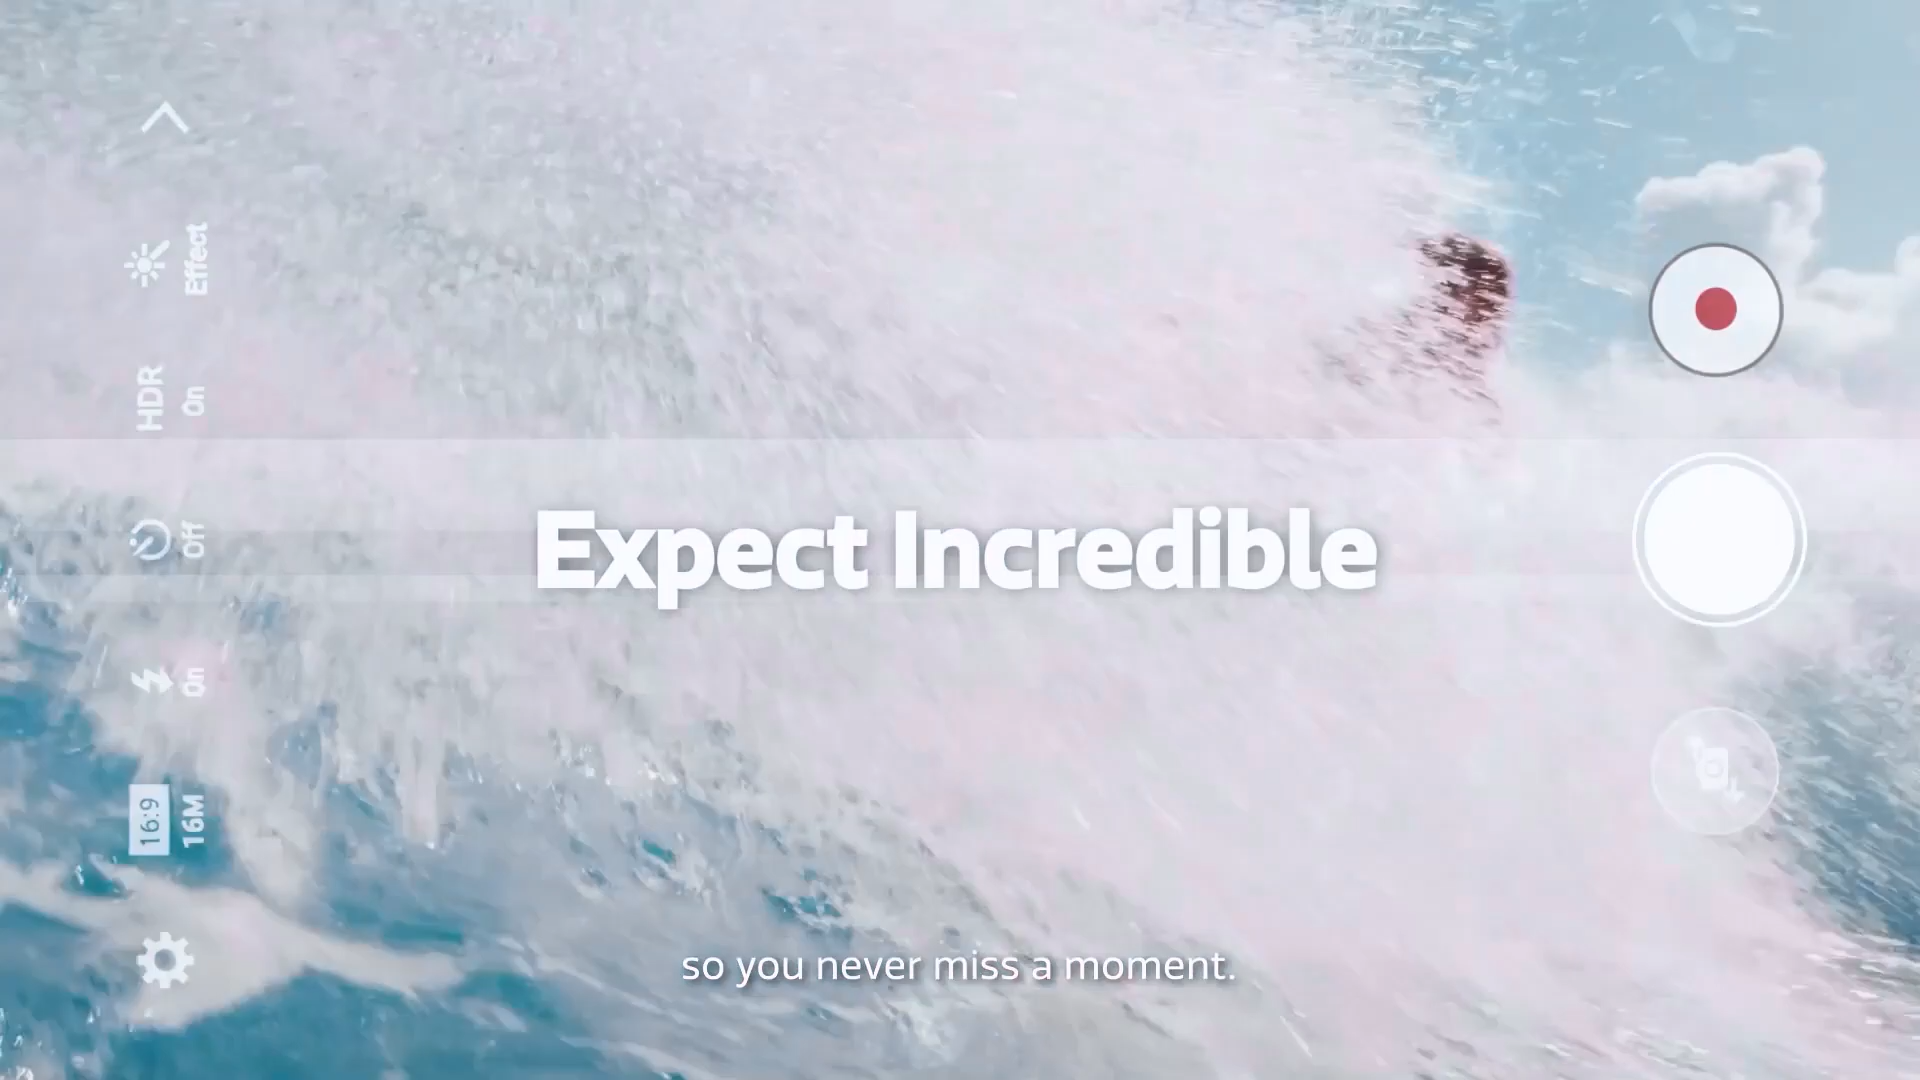 Effect
HDR
On
Off
On
16:9
16M
Expect Incredible
so you never miss a moment.